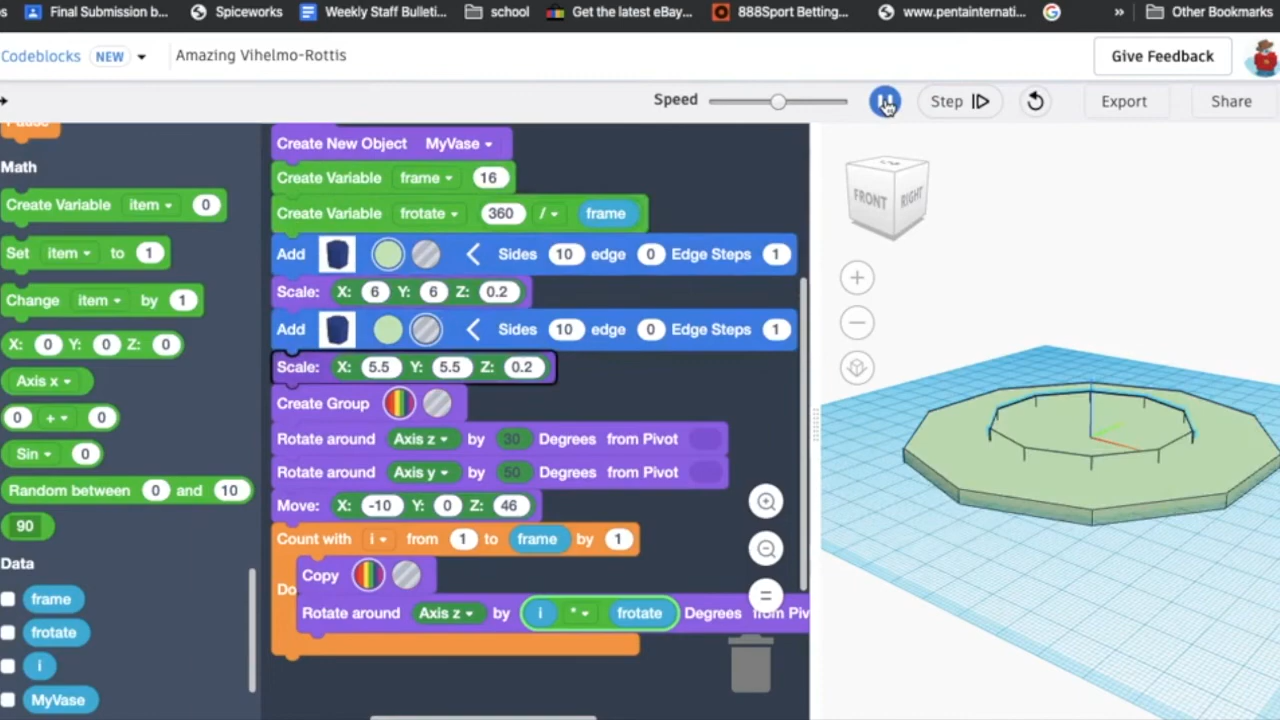 s Final Submission b... Spiceworks Weekly Staff Bulleti... school Get the latest eBay... 888Sport Betting... www.pentainternati... » Other Bookmarks
Codeblocks NEW Amazing Vihelmo-Rottis Give Feedback
Speed Step Export Share
Pause
Math
Create Variable item 0
Set item to 1
Change item by 1
X: 0 Y: 0 Z: 0
Axis x
0 + 0
Sin 0
Random between 0 and 10
90
Data
frame
frotate
i
MyVase
Create New Object MyVase
Create Variable frame 16
Create Variable frotate 360 / frame
Add Sides 10 edge 0 Edge Steps 1
Scale: X: 6 Y: 6 Z: 0.2
Add Sides 10 edge 0 Edge Steps 1
Scale: X: 5.5 Y: 5.5 Z: 0.2
Create Group
Rotate around Axis z by 30 Degrees from Pivot
Rotate around Axis y by 50 Degrees from Pivot
Move: X: -10 Y: 0 Z: 46
Count with i from 1 to frame by 1
Do
Copy
Rotate around Axis z by i * frotate Degrees from Piv
FRONT RIGHT